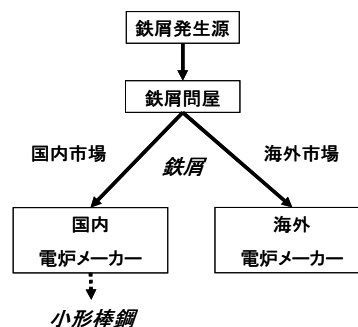 鉄屑発生源
鉄屑問屋
国内市場
鉄屑
海外市場
国内
電炉メーカー
海外
電炉メーカー
小形棒鋼